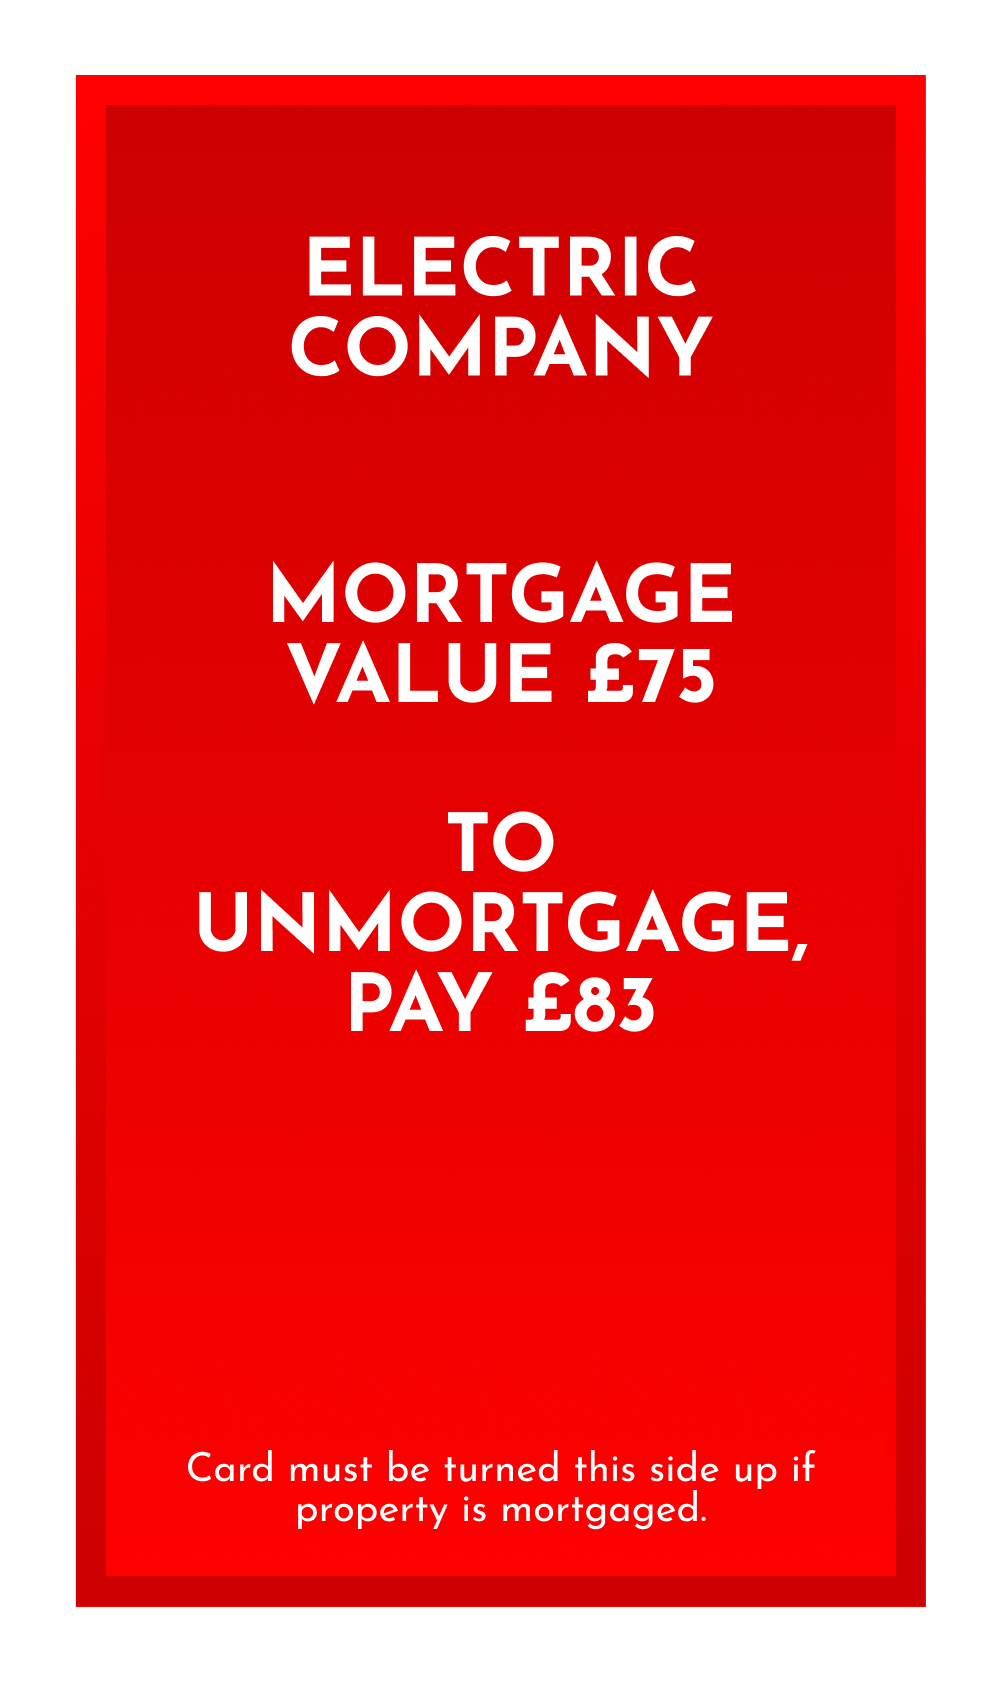 ELECTRIC
COMPANY
MORTGAGE
VALUE £75
TO
UNMORTGAGE,
PAY £83
Card must be turned this side up if
property is mortgaged.